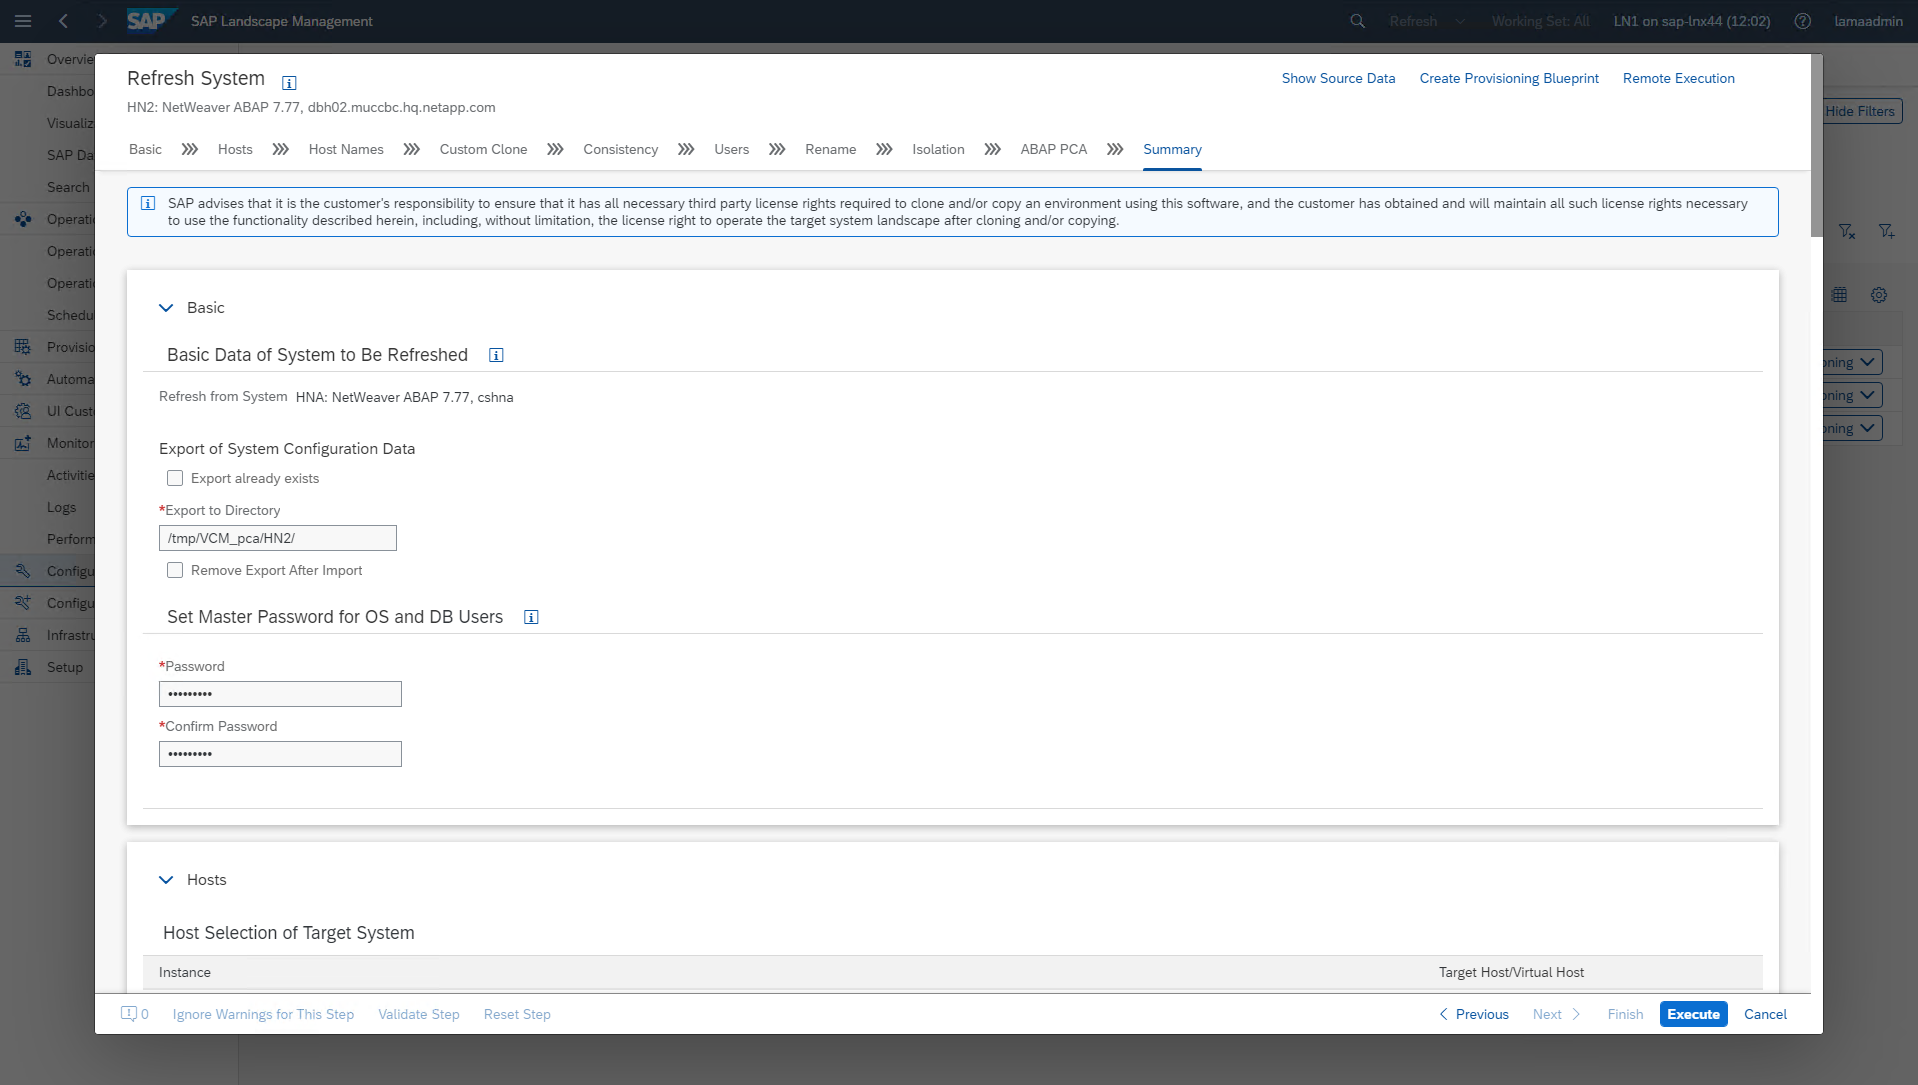 SAP SAP Landscape Management Refresh Working Set: All LN1 on sap-lnx44 (12:02) lamaadmin
Overvie
Dashbo
Visualiz
SAP Da
Search
Operati
Operati
Operati
Schedu
Provisio
Automa
UI Cust
Monitor
Activitie
Logs
Perform
Configu
Configu
Infrastru
Setup
Hide Filters
oning
oning
oning
Refresh System
Show Source Data Create Provisioning Blueprint Remote Execution
HN2: NetWeaver ABAP 7.77, dbh02.muccbc.hq.netapp.com
Basic Hosts Host Names Custom Clone Consistency Users Rename Isolation ABAP PCA Summary
SAP advises that it is the customer's responsibility to ensure that it has all necessary third party license rights required to clone and/or copy an environment using this software, and the customer has obtained and will maintain all such license rights necessary
to use the functionality described herein, including, without limitation, the license right to operate the target system landscape after cloning and/or copying.
Basic
Basic Data of System to Be Refreshed
Refresh from System HNA: NetWeaver ABAP 7.77, cshna
Export of System Configuration Data
Export already exists
*Export to Directory
/tmp/VCM_pca/HN2/
Remove Export After Import
Set Master Password for OS and DB Users
*Password
•••••••••
*Confirm Password
•••••••••
Hosts
Host Selection of Target System
Instance Target Host/Virtual Host
0 Ignore Warnings for This Step Validate Step Reset Step Previous Next Finish Execute Cancel